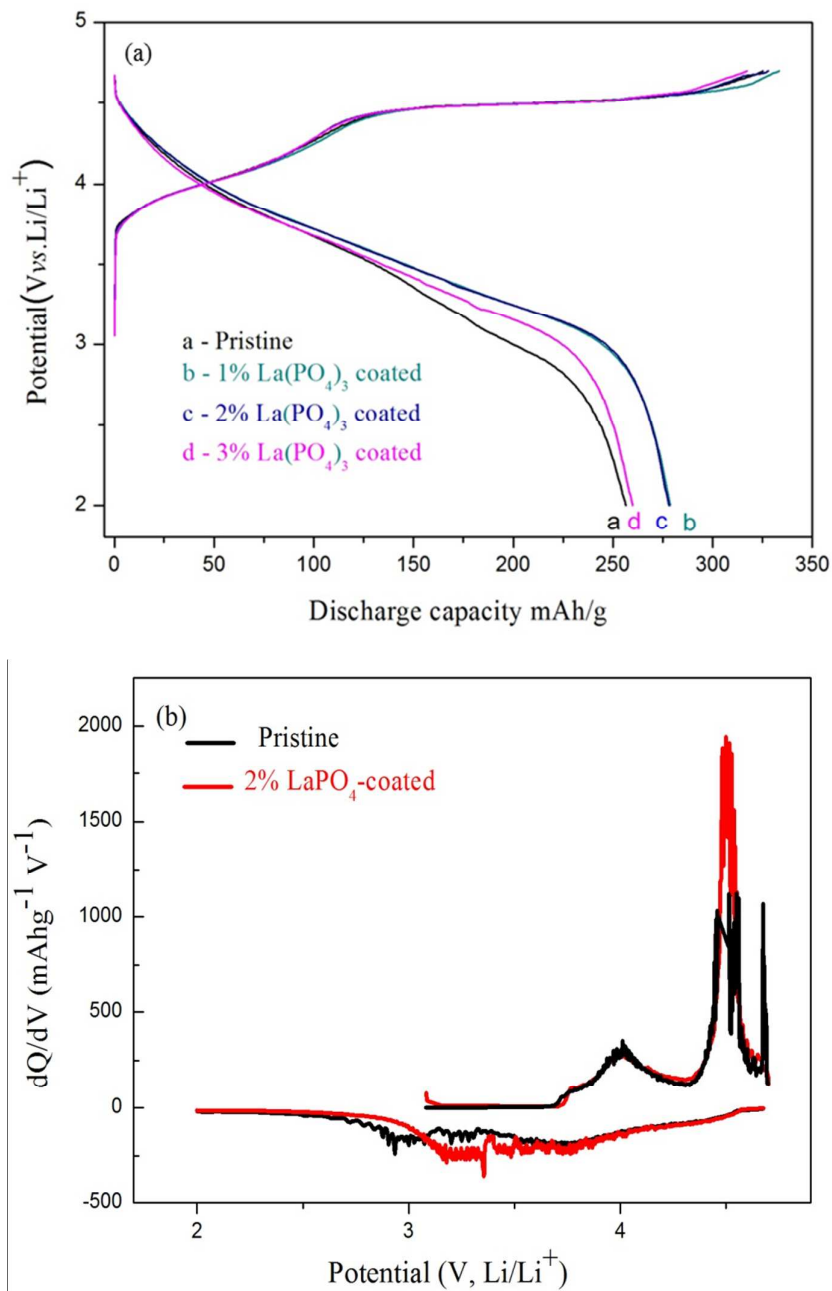 (a)
5
4
3
2
Potential(Vvs.Li/Li⁺)
a - Pristine
b - 1% La(PO₄)₃ coated
c - 2% La(PO₄)₃ coated
d - 3% La(PO₄)₃ coated
a d c b
0 50 100 150 200 250 300 350
Discharge capacity mAh/g
(b)
Pristine
2% LaPO₄-coated
2000
1500
1000
500
0
-500
dQ/dV (mAhg⁻¹ V⁻¹)
2 3 4
Potential (V, Li/Li⁺)